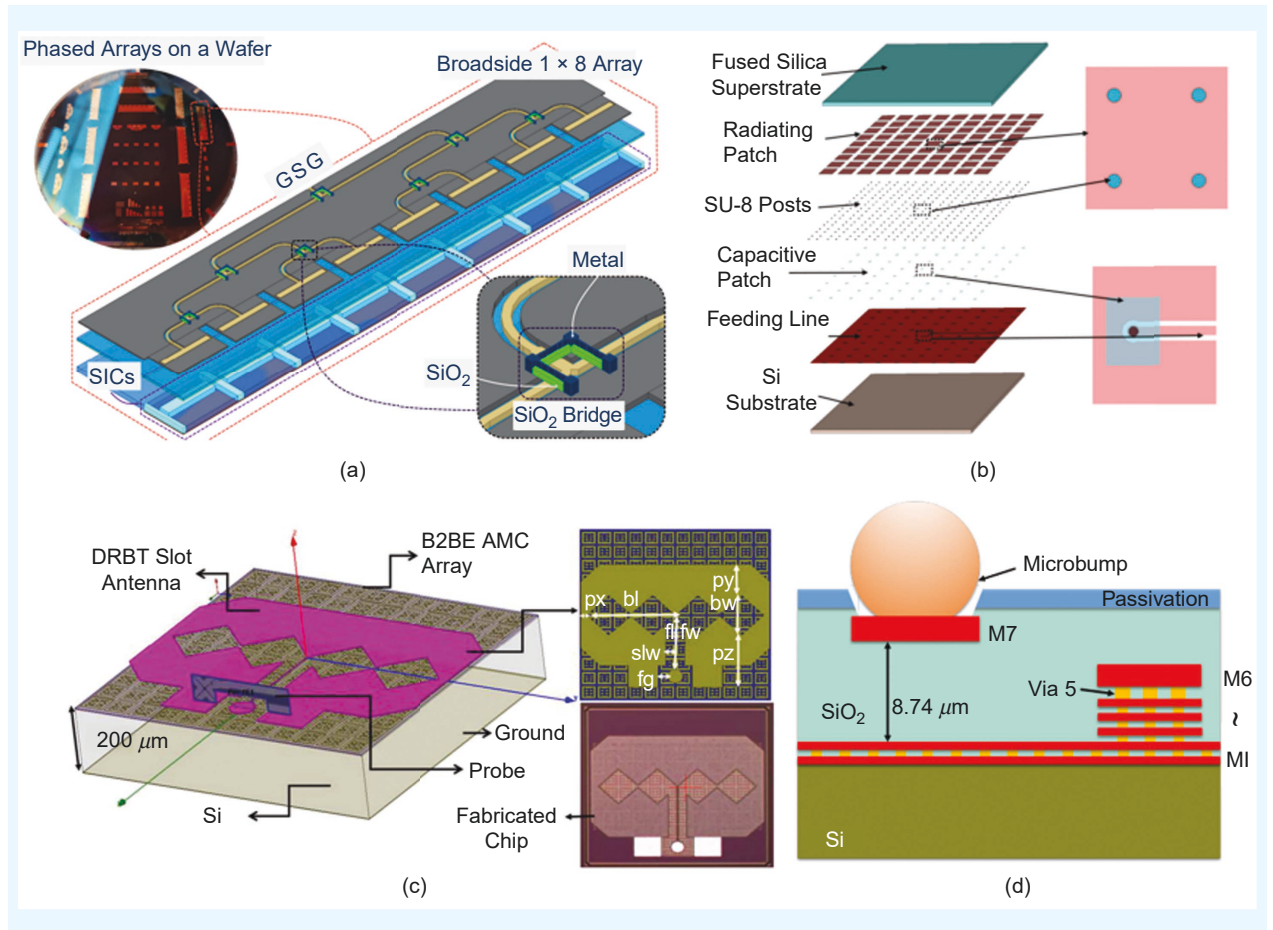 Phased Arrays on a Wafer
Broadside 1 × 8 Array
GSG
Metal
SICs
SiO2
SiO2 Bridge
(a)
Fused Silica
Superstrate
Radiating
Patch
SU-8 Posts
Capacitive
Patch
Feeding Line
Si
Substrate
(b)
DRBT Slot
Antenna
B2BE AMC
Array
200 μm
Ground
Probe
Si
Fabricated
Chip
px
bl
py
bw
fl
fw
slw
pz
fg
(c)
Microbump
Passivation
M7
Via 5
M6
~
SiO2
8.74 μm
MI
Si
(d)